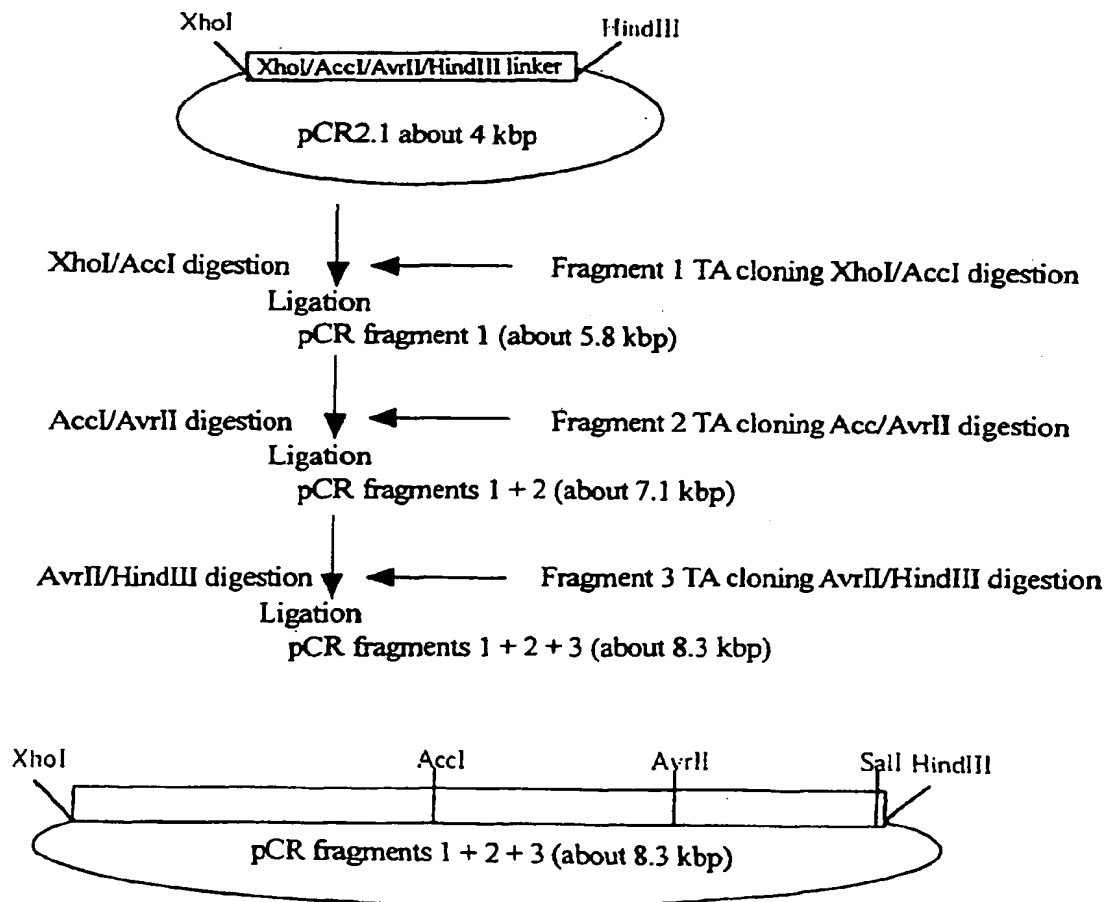 XhoI HindIII
XhoI/AccI/AvrII/HindIII linker
pCR2.1 about 4 kbp
XhoI/AccI digestion Fragment 1 TA cloning XhoI/AccI digestion
Ligation
pCR fragment 1 (about 5.8 kbp)
AccI/AvrII digestion Fragment 2 TA cloning Acc/AvrII digestion
Ligation
pCR fragments 1 + 2 (about 7.1 kbp)
AvrII/HindIII digestion Fragment 3 TA cloning AvrII/HindIII digestion
Ligation
pCR fragments 1 + 2 + 3 (about 8.3 kbp)
XhoI AccI AvrII SalI HindIII
pCR fragments 1 + 2 + 3 (about 8.3 kbp)